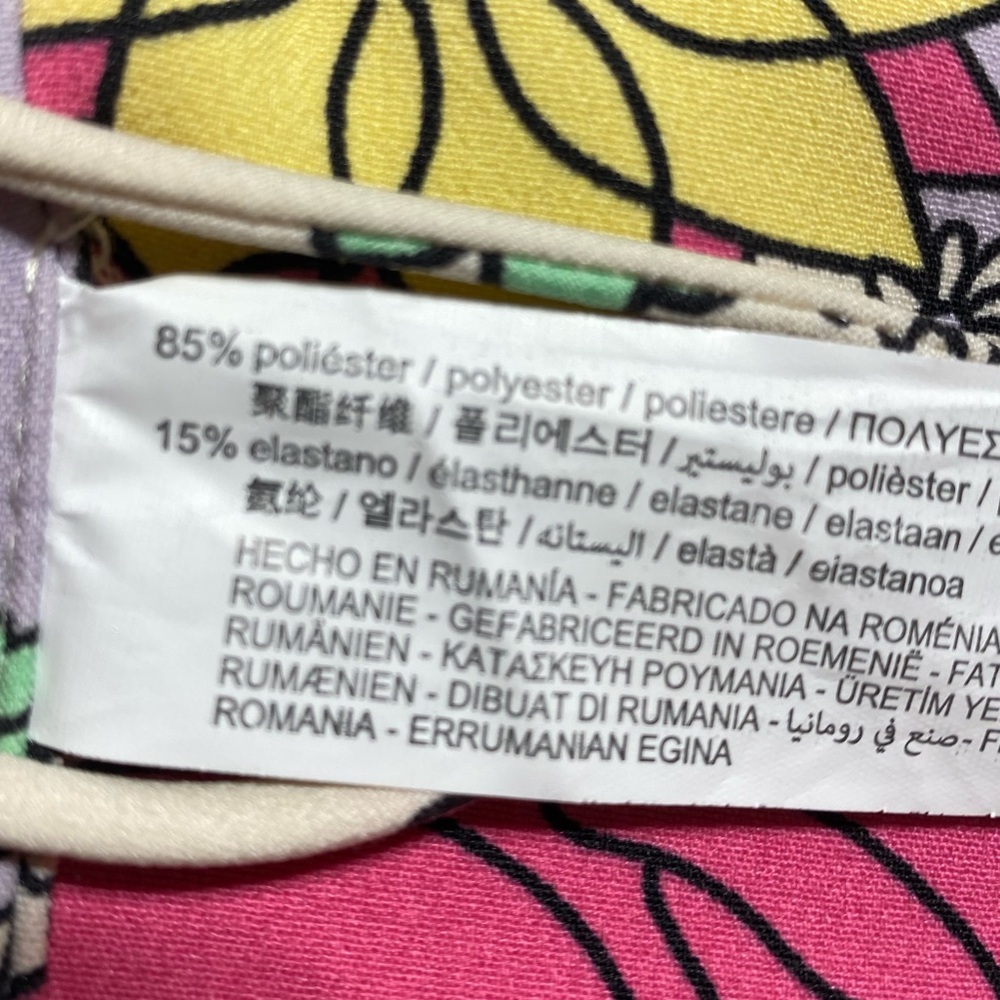 85% poliéster / polyester / poliestere / ΠΟΛΥΕΣ
聚酯纤维 / 폴리에스터 / بوليستير / polièster /
15% elastano / élasthanne / elastane / elastaan / é
氨纶 / 엘라스탄 / اليستانه / elastà / eiastanoa
HECHO EN RUMANÍA - FABRICADO NA ROMÉNIA
ROUMANIE - GEFABRICEERD IN ROEMENIË - FAT
RUMÄNIEN - ΚΑΤΑΣΚΕΥΗ ΡΟΥΜΑΝΙΑ - ÜRETİM YE
RUMÆNIEN - DIBUAT DI RUMANIA - صنع في رومانيا - F
ROMANIA - ERRUMANIAN EGINA